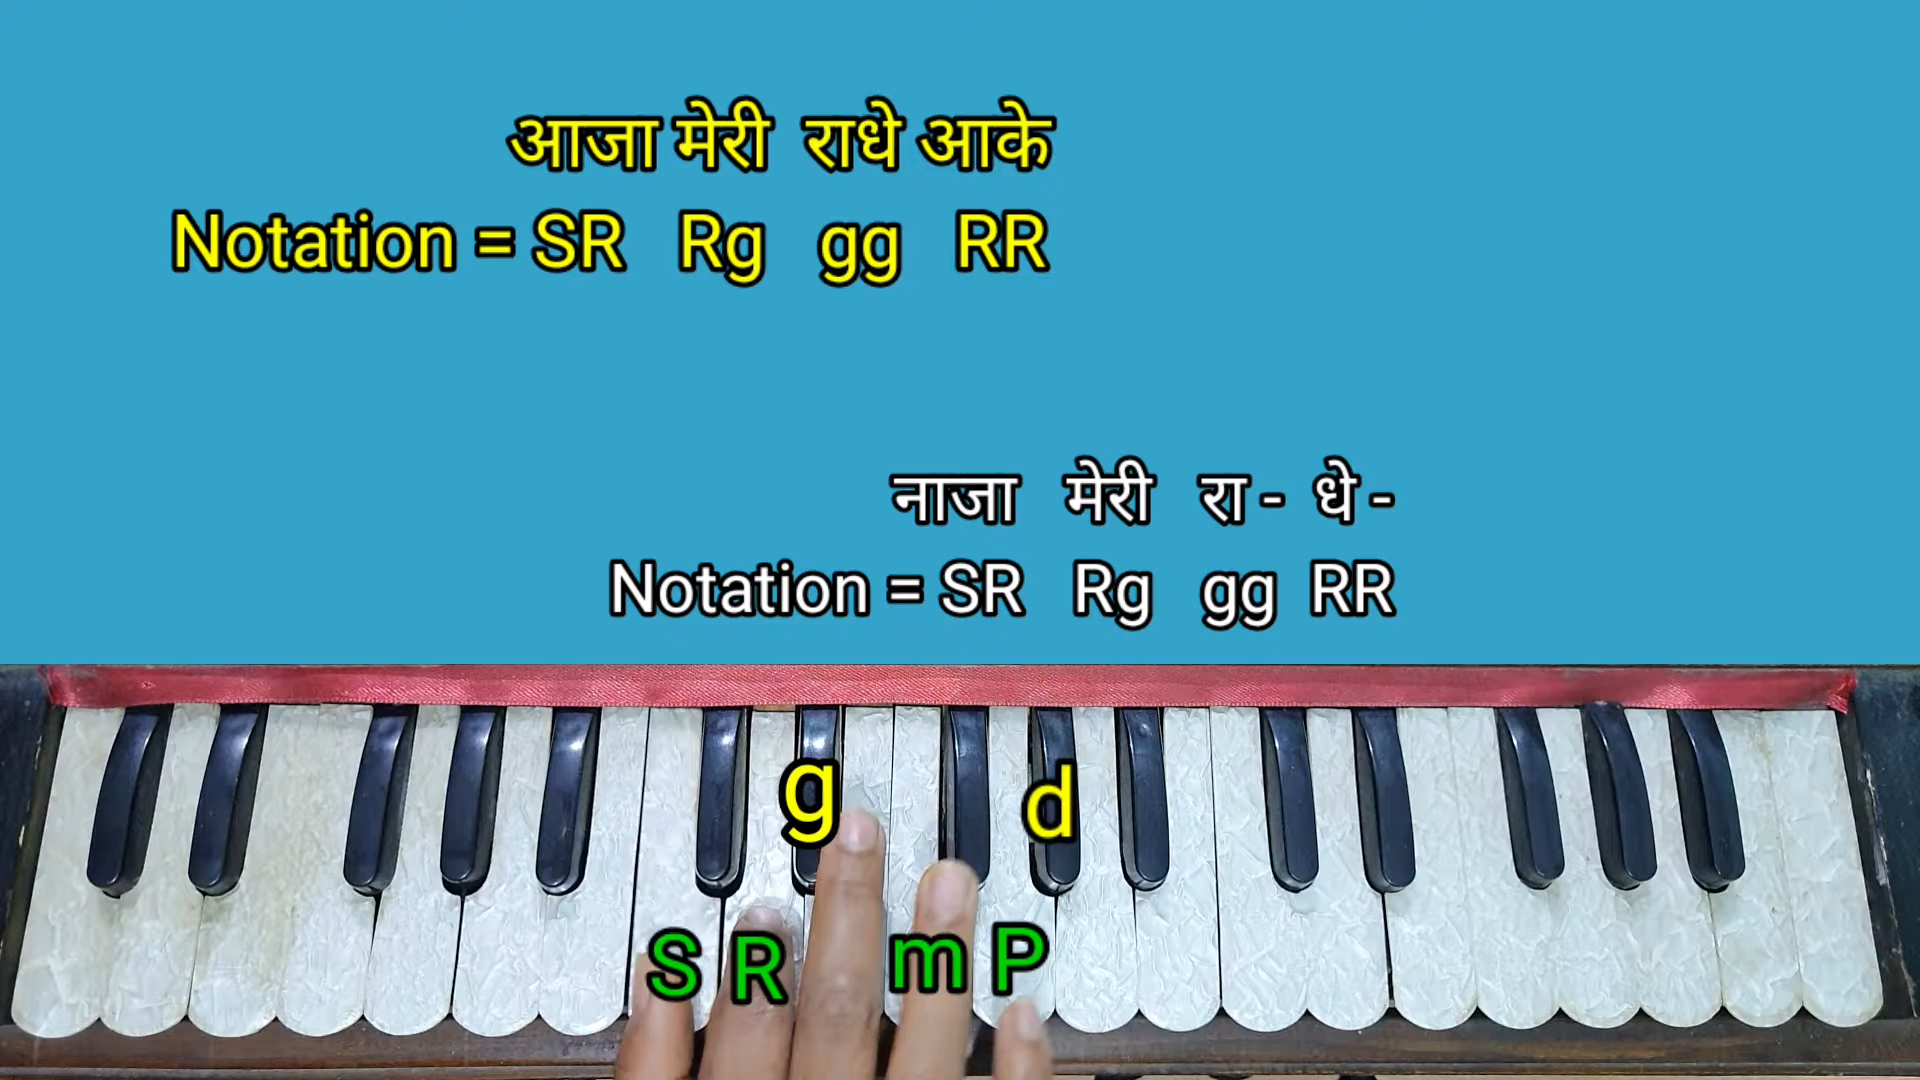 आजा मेरी राधे आके
Notation = SR Rg gg RR
नाजा मेरी रा - धे -
Notation = SR Rg gg RR
g d
S R m P